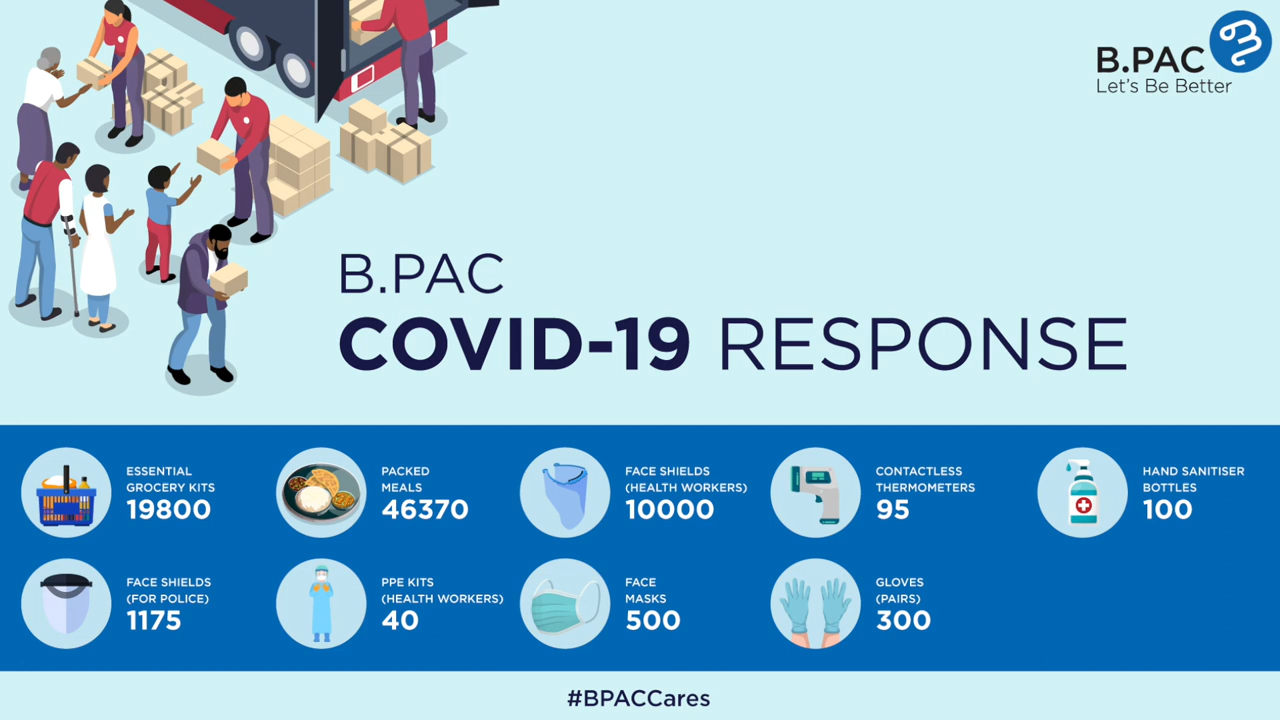 B.PAC
Let's Be Better
B.PAC
COVID-19 RESPONSE
ESSENTIAL
GROCERY KITS
19800
PACKED
MEALS
46370
FACE SHIELDS
(HEALTH WORKERS)
10000
CONTACTLESS
THERMOMETERS
95
HAND SANITISER
BOTTLES
100
FACE SHIELDS
(FOR POLICE)
1175
PPE KITS
(HEALTH WORKERS)
40
FACE
MASKS
500
GLOVES
(PAIRS)
300
#BPACCares